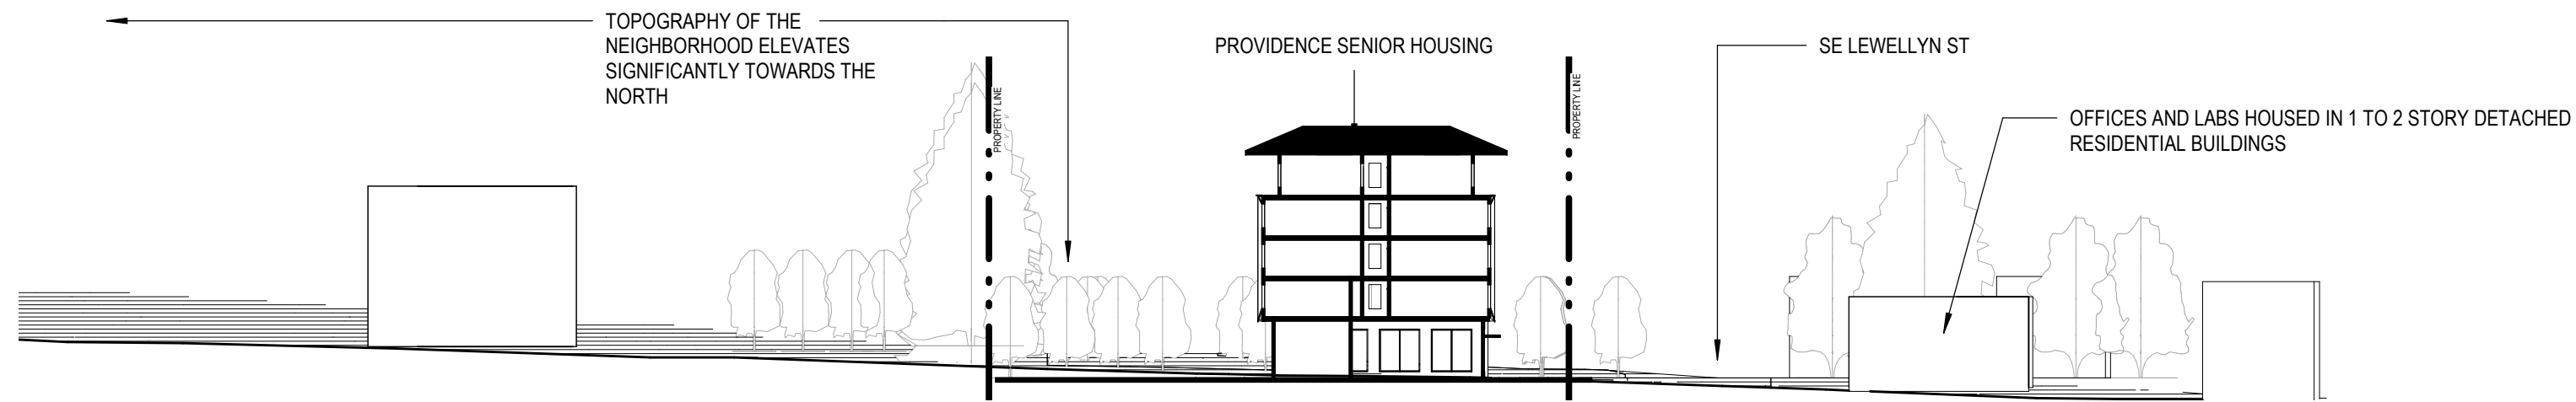 TOPOGRAPHY OF THE
NEIGHBORHOOD ELEVATES
SIGNIFICANTLY TOWARDS THE
NORTH
PROPERTY LINE
PROVIDENCE SENIOR HOUSING
PROPERTY LINE
SE LEWELLYN ST
OFFICES AND LABS HOUSED IN 1 TO 2 STORY DETACHED
RESIDENTIAL BUILDINGS